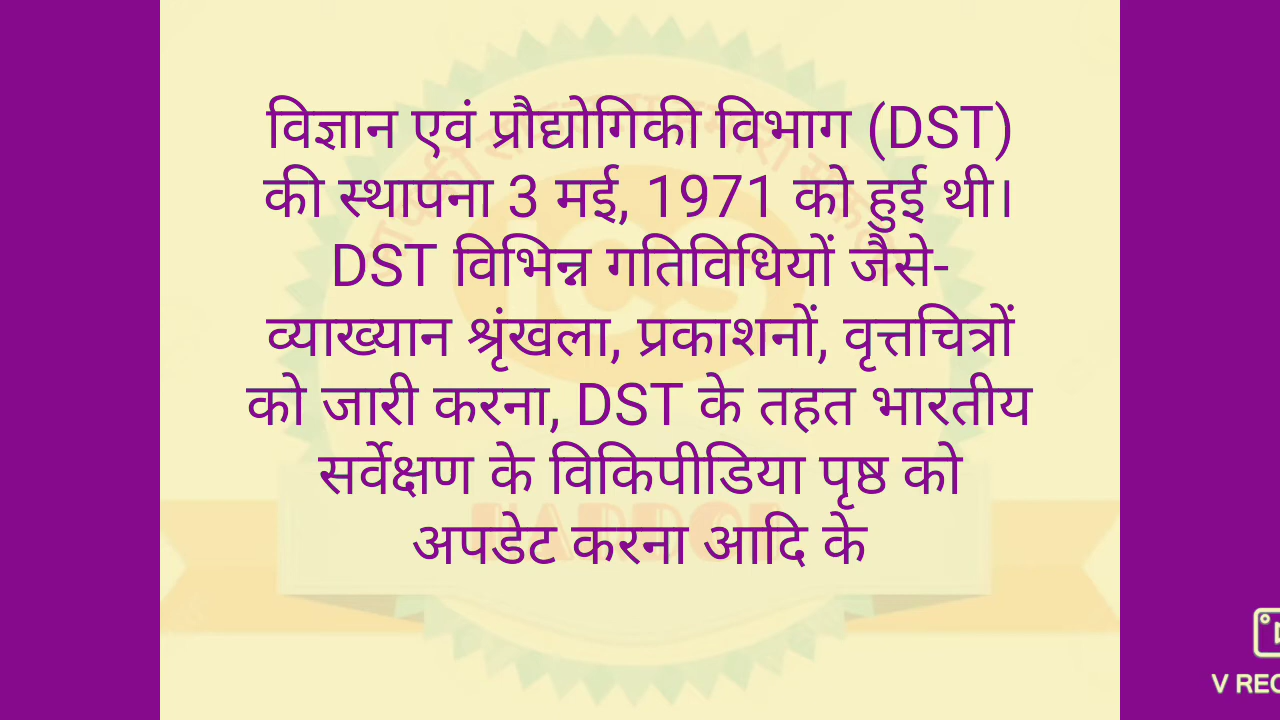 विज्ञान एवं प्रौद्योगिकी विभाग (DST)
की स्थापना 3 मई, 1971 को हुई थी।
DST विभिन्न गतिविधियों जैसे-
व्याख्यान श्रृंखला, प्रकाशनों, वृत्तचित्रों
को जारी करना, DST के तहत भारतीय
सर्वेक्षण के विकिपीडिया पृष्ठ को
अपडेट करना आदि के
ics
V REC